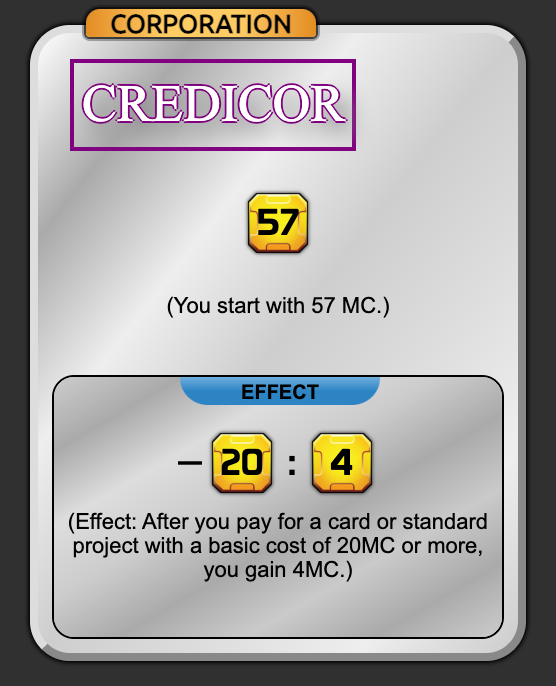 CORPORATION
CREDICOR
57
(You start with 57 MC.)
EFFECT
– 20 : 4
(Effect: After you pay for a card or standard
project with a basic cost of 20MC or more,
you gain 4MC.)